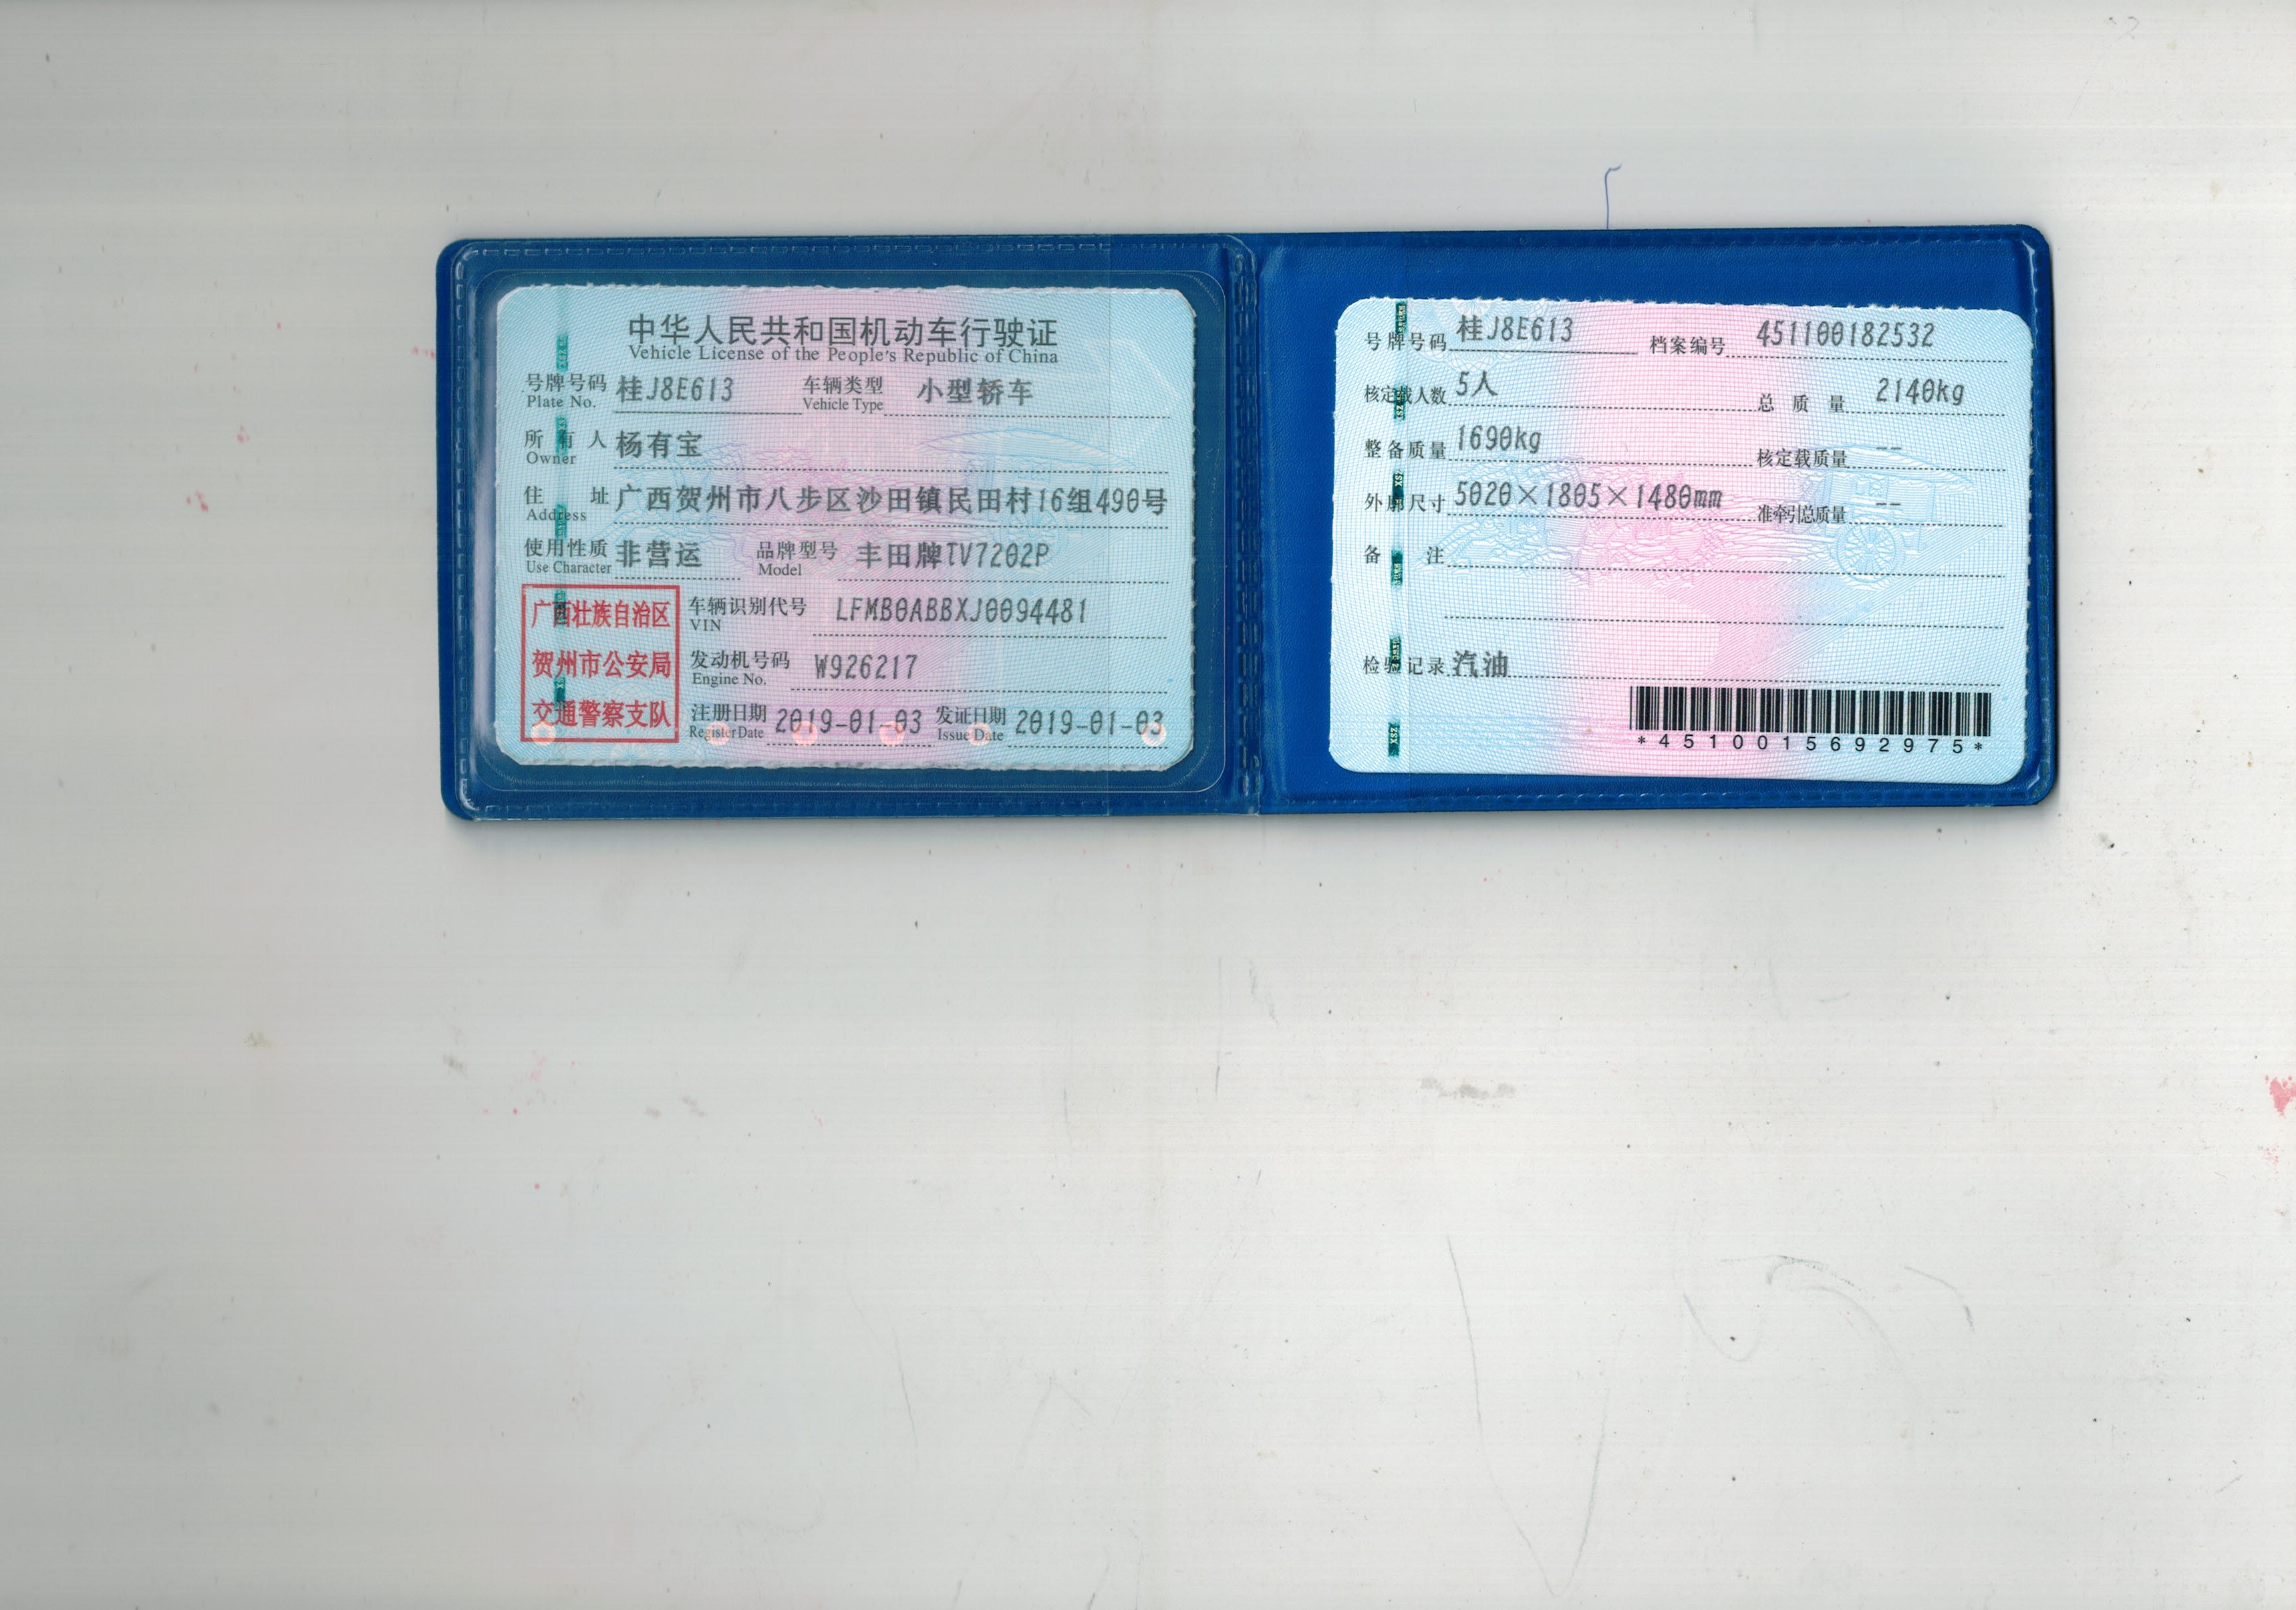 中华人民共和国机动车行驶证
Vehicle License of the People's Republic of China
号牌号码 桂J8E613 车辆类型 小型轿车
Plate No. Vehicle Type
所有人 杨有宝
Owner
住址 广西贺州市八步区沙田镇民田村16组490号
Address
使用性质 非营运 品牌型号 丰田牌TV7202P
Use Character Model
广西壮族自治区
贺州市公安局
交通警察支队
车辆识别代号 LFMB0ABBXJ0094481
VIN
发动机号码 W926217
Engine No.
注册日期 2019-01-03 发证日期 2019-01-03
Register Date Issue Date
号牌号码 桂J8E613 档案编号 451100182532
核定载人数 5人 总质量 2140kg
整备质量 1690kg 核定载质量 --
外廓尺寸 5020×1805×1480mm 准牵引总质量 --
备注
检验记录 汽油
*4510015692975*